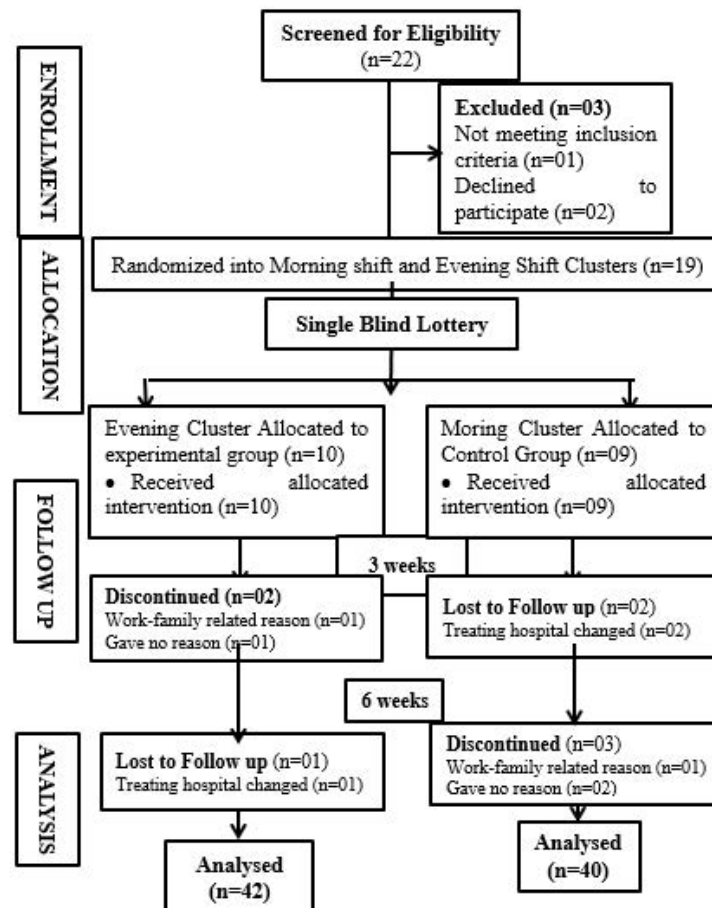 Screened for Eligibility
(n=22)
ENROLLMENT
Excluded (n=03)
Not meeting inclusion
criteria (n=01)
Declined to
participate (n=02)
Randomized into Morning shift and Evening Shift Clusters (n=19)
ALLOCATION
Single Blind Lottery
Evening Cluster Allocated to
experimental group (n=10)
• Received allocated
intervention (n=10)
Moring Cluster Allocated to
Control Group (n=09)
• Received allocated
intervention (n=09)
FOLLOW UP
3 weeks
Discontinued (n=02)
Work-family related reason (n=01)
Gave no reason (n=01)
Lost to Follow up (n=02)
Treating hospital changed (n=02)
6 weeks
Lost to Follow up (n=01)
Treating hospital changed (n=01)
Discontinued (n=03)
Work-family related reason (n=01)
Gave no reason (n=02)
ANALYSIS
Analysed
(n=42)
Analysed
(n=40)